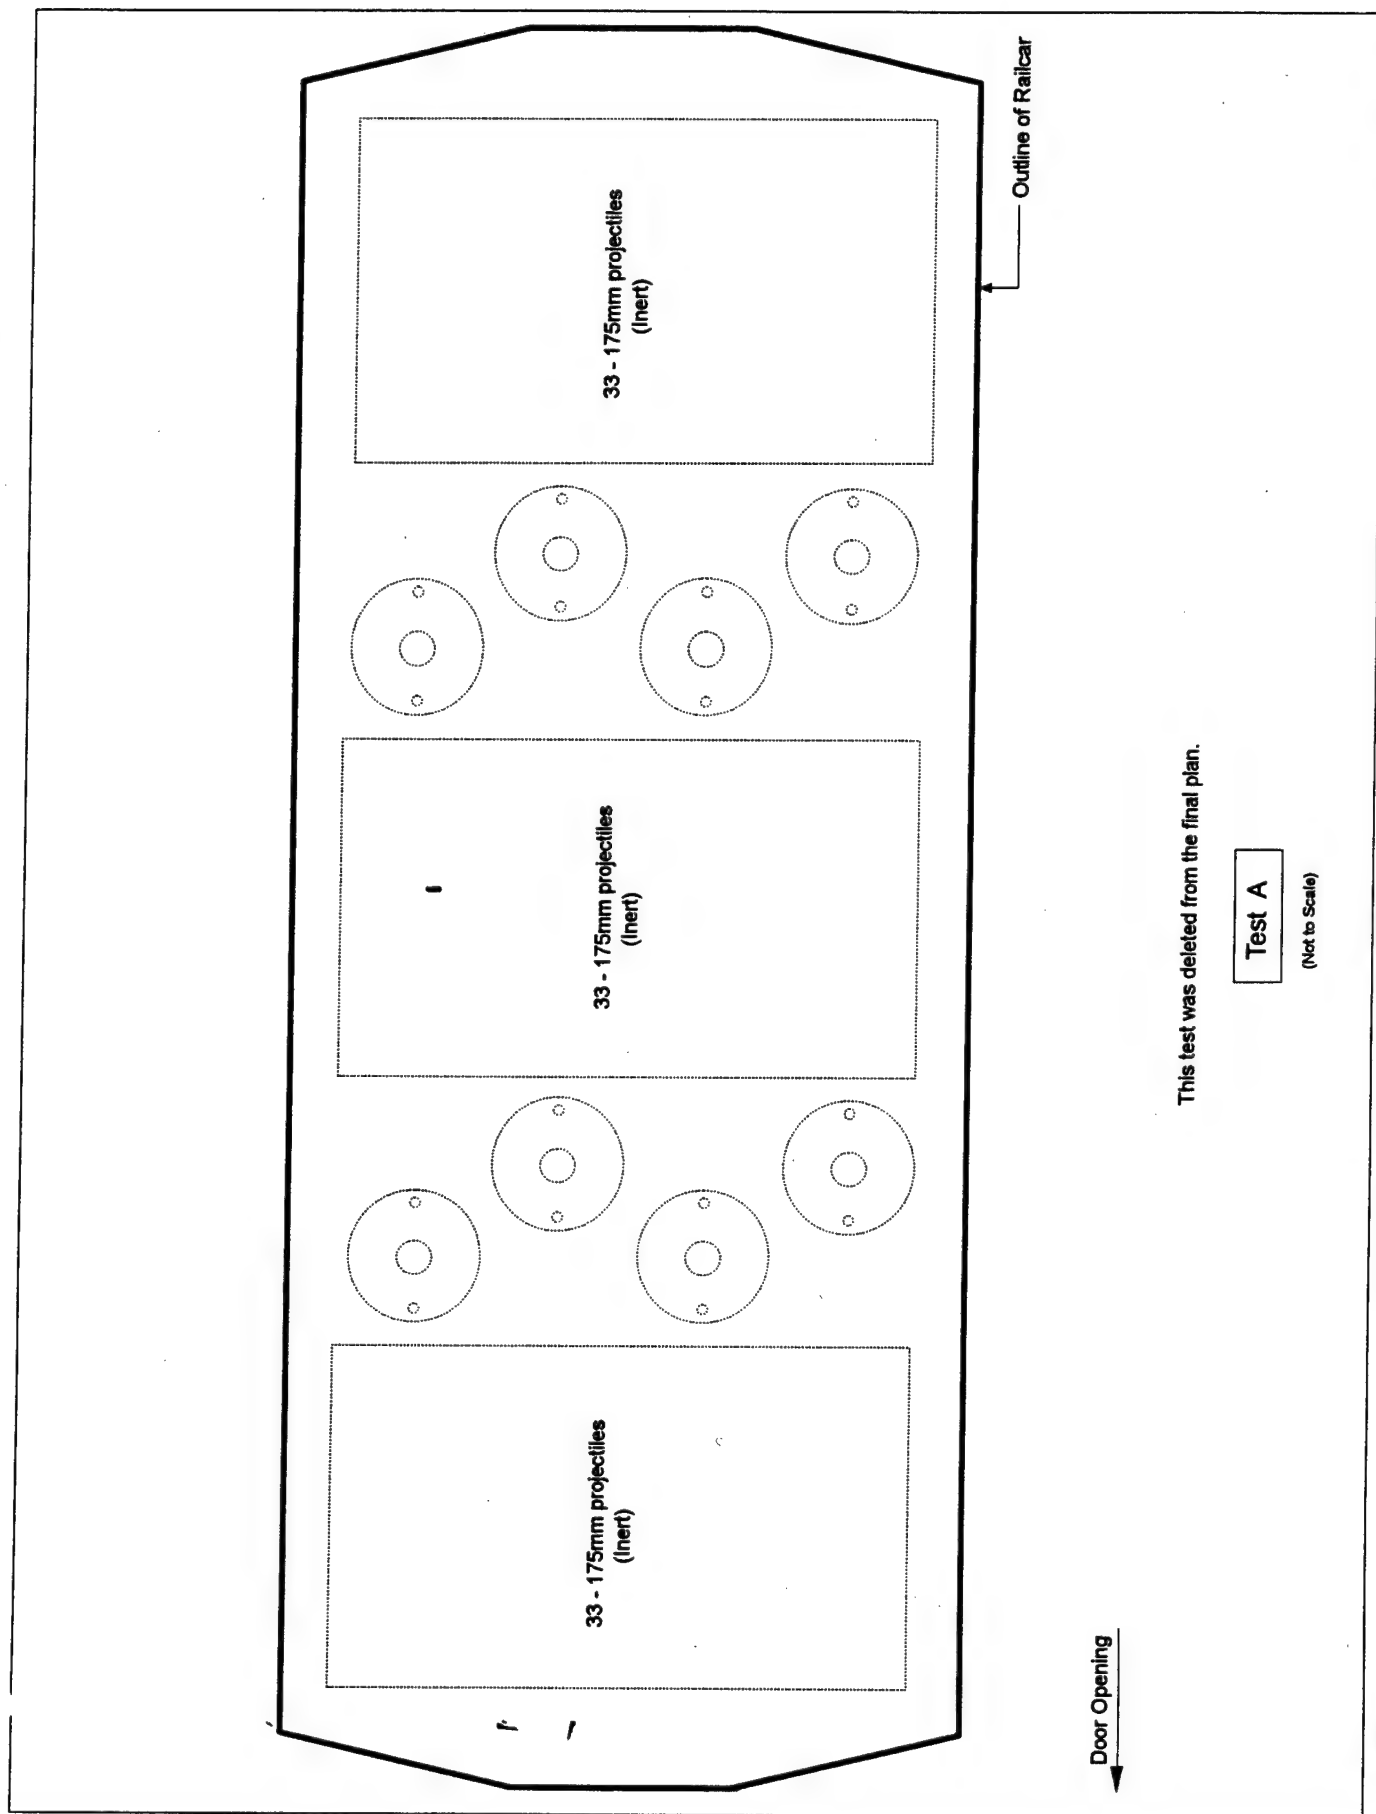 33 - 175mm projectiles
(Inert)
33 - 175mm projectiles
(Inert)
33 - 175mm projectiles
(Inert)
Outline of Railcar
Door Opening
This test was deleted from the final plan.
Test A
(Not to Scale)